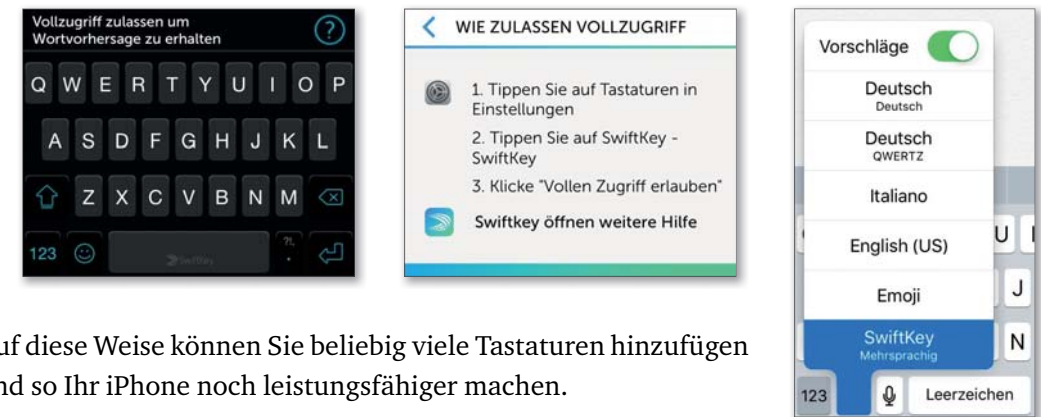 Vollzugriff zulassen um
Wortvorhersage zu erhalten
?
Q W E R T Y U I O P
A S D F G H J K L
Z X C V B N M
123 SwiftKey ?!, .
WIE ZULASSEN VOLLZUGRIFF
1. Tippen Sie auf Tastaturen in
Einstellungen
2. Tippen Sie auf SwiftKey -
SwiftKey
3. Klicke "Vollen Zugriff erlauben"
Swiftkey öffnen weitere Hilfe
Vorschläge
Deutsch
Deutsch
Deutsch
QWERTZ
Italiano
English (US)
Emoji
SwiftKey
Mehrsprachig
U I
J
N
123 Leerzeichen
uf diese Weise können Sie beliebig viele Tastaturen hinzufügen
nd so Ihr iPhone noch leistungsfähiger machen.